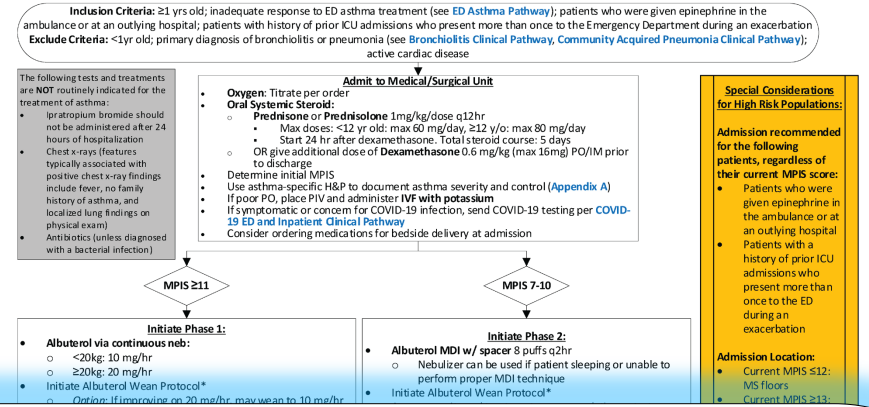 Inclusion Criteria: ≥1 yrs old; inadequate response to ED asthma treatment (see ED Asthma Pathway); patients who were given epinephrine in the
ambulance or at an outlying hospital; patients with history of prior ICU admissions who present more than once to the Emergency Department during an exacerbation
Exclude Criteria: <1yr old; primary diagnosis of bronchiolitis or pneumonia (see Bronchiolitis Clinical Pathway, Community Acquired Pneumonia Clinical Pathway);
active cardiac disease
The following tests and treatments
are NOT routinely indicated for the
treatment of asthma:
• Ipratropium bromide should
not be administered after 24
hours of hospitalization
• Chest x-rays (features
typically associated with
positive chest x-ray findings
include fever, no family
history of asthma, and
localized lung findings on
physical exam)
• Antibiotics (unless diagnosed
with a bacterial infection)
Admit to Medical/Surgical Unit
• Oxygen: Titrate per order
• Oral Systemic Steroid:
o Prednisone or Prednisolone 1mg/kg/dose q12hr
▪ Max doses: <12 yr old: max 60 mg/day, ≥12 y/o: max 80 mg/day
▪ Start 24 hr after dexamethasone. Total steroid course: 5 days
o OR give additional dose of Dexamethasone 0.6 mg/kg (max 16mg) PO/IM prior
to discharge
• Determine initial MPIS
• Use asthma-specific H&P to document asthma severity and control (Appendix A)
• If poor PO, place PIV and administer IVF with potassium
• If symptomatic or concern for COVID-19 infection, send COVID-19 testing per COVID-
19 ED and Inpatient Clinical Pathway
• Consider ordering medications for bedside delivery at admission
Special Considerations
for High Risk Populations:
Admission recommended
for the following
patients, regardless of
their current MPIS score:
• Patients who were
given epinephrine in
the ambulance or at
an outlying hospital
• Patients with a
history of prior ICU
admissions who
present more than
once to the ED
during an
exacerbation
Admission Location:
• Current MPIS ≤12:
MS floors
• Current MPIS ≥13:
MPIS ≥11
MPIS 7-10
Initiate Phase 1:
• Albuterol via continuous neb:
o <20kg: 10 mg/hr
o ≥20kg: 20 mg/hr
• Initiate Albuterol Wean Protocol*
o Option: If improving on 20 mg/hr, may wean to 10 mg/hr
Initiate Phase 2:
• Albuterol MDI w/ spacer 8 puffs q2hr
o Nebulizer can be used if patient sleeping or unable to
perform proper MDI technique
• Initiate Albuterol Wean Protocol*